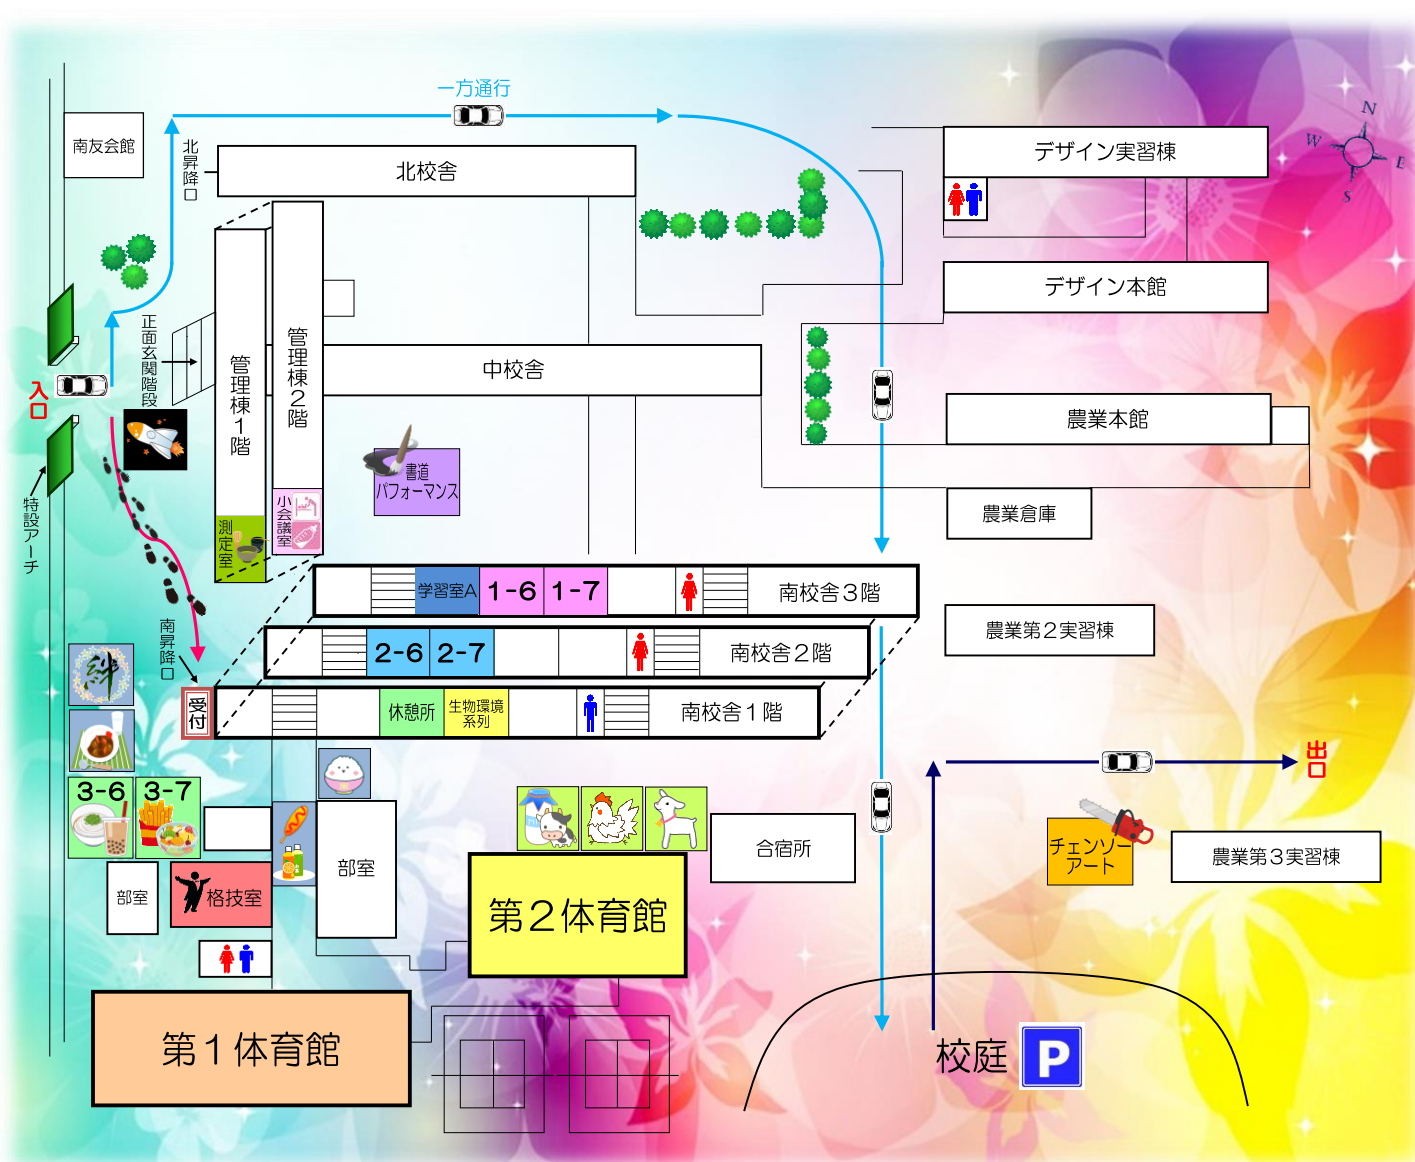 一方通行
N
W
E
S
南友会館
北昇降口
北校舎
デザイン実習棟
デザイン本館
正面玄関階段
管理棟1階
管理棟2階
中校舎
入口
農業本館
書道
パフォーマンス
特設アーチ
測定室
小会議室
農業倉庫
学習室A
1-6
1-7
南校舎3階
南昇降口
2-6
2-7
南校舎2階
農業第2実習棟
絆
受付
休憩所
生物環境
系列
南校舎1階
出口
3-6
3-7
部室
合宿所
チェンソー
アート
農業第3実習棟
部室
格技室
第2体育館
第1体育館
校庭
P